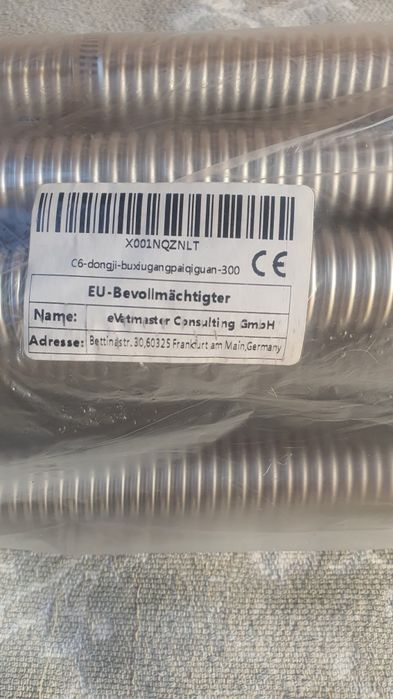 X001NQZNLT
C6-dongji-buxiugangpaiqiguan-300 CE
EU-Bevollmächtigter
Name: eVatmaster Consulting GmbH
Adresse: Bettinastr. 30,60325 Frankfurt am Main,Germany